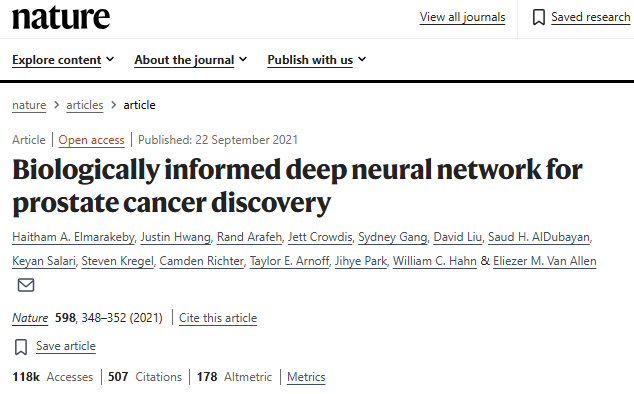 nature
View all journals
Saved research
Explore content
About the journal
Publish with us
nature > articles > article
Article | Open access | Published: 22 September 2021
Biologically informed deep neural network for
prostate cancer discovery
Haitham A. Elmarakeby, Justin Hwang, Rand Arafeh, Jett Crowdis, Sydney Gang, David Liu, Saud H. AlDubayan,
Keyan Salari, Steven Kregel, Camden Richter, Taylor E. Arnoff, Jihye Park, William C. Hahn & Eliezer M. Van Allen
Nature 598, 348–352 (2021) | Cite this article
Save article
118k Accesses | 507 Citations | 178 Altmetric | Metrics